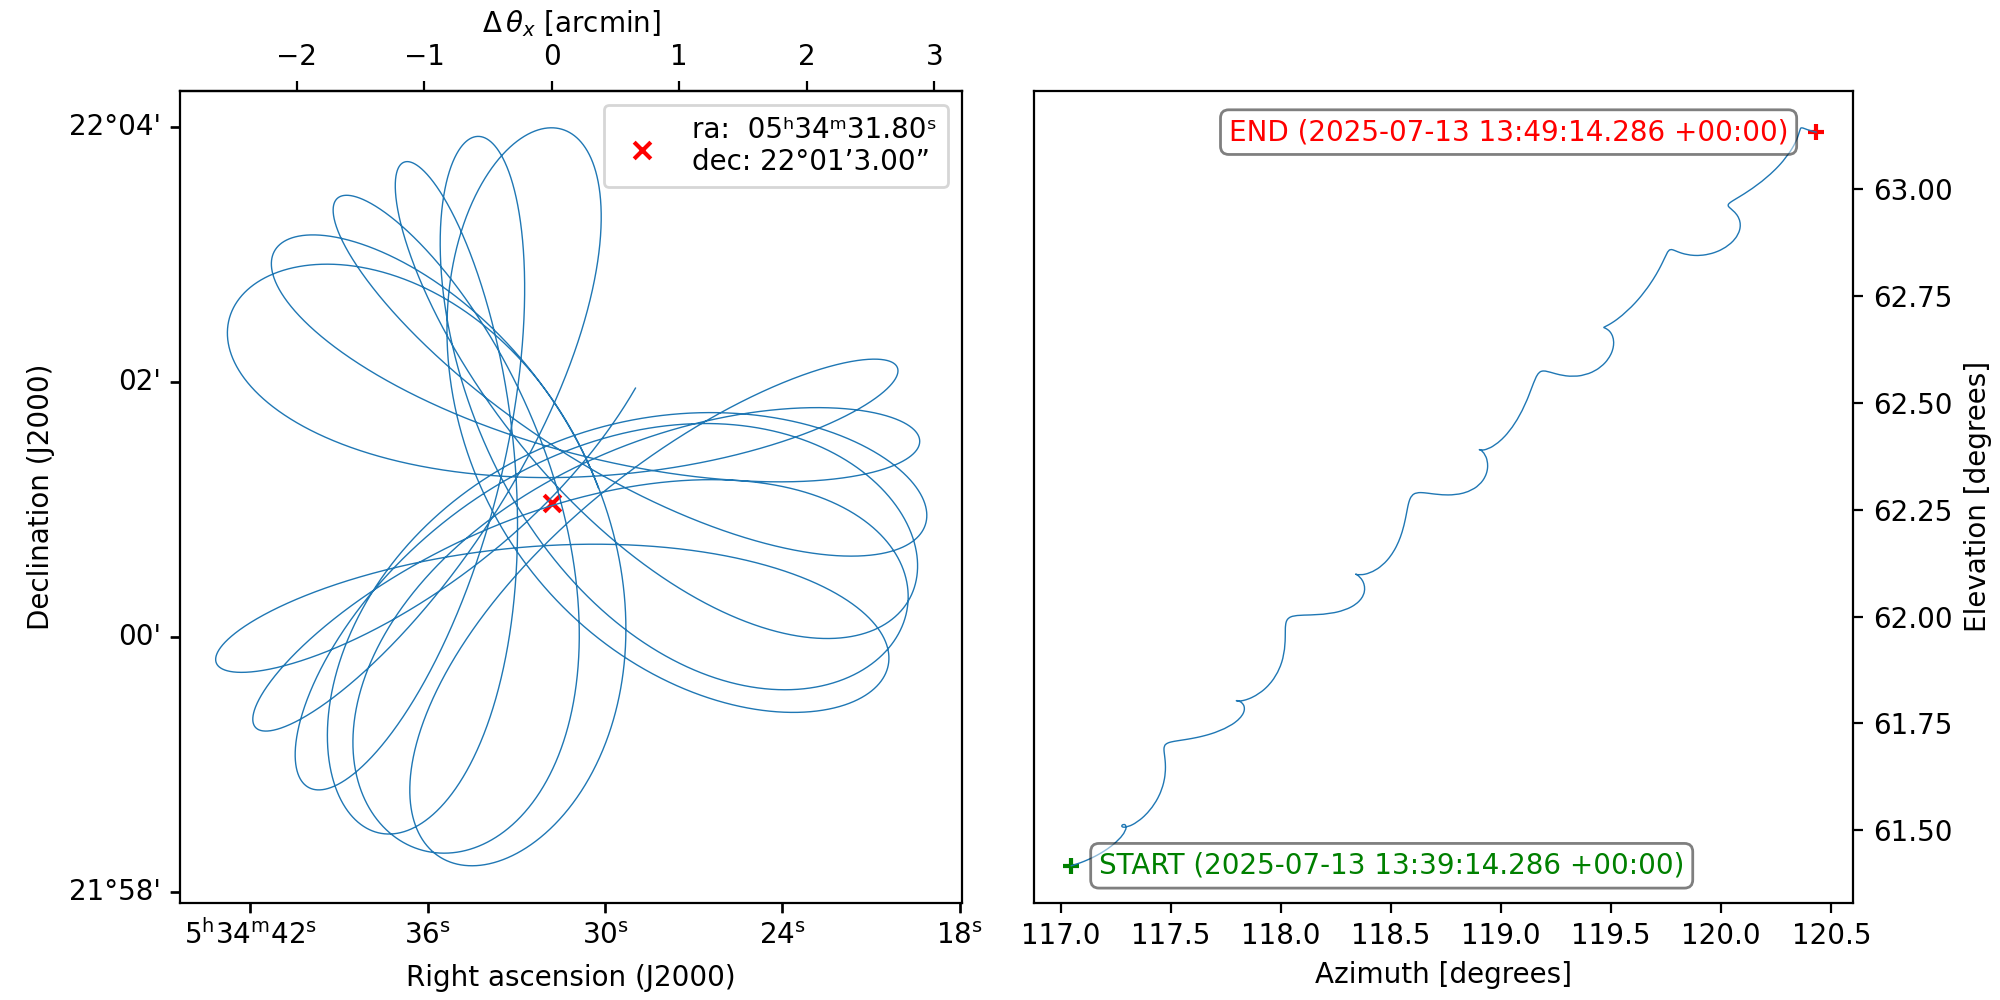 Δ θx [arcmin]
−2 −1 0 1 2 3
22°04'
02'
00'
21°58'
Declination (J2000)
ra:  05ʰ34ᵐ31.80ˢ
dec: 22°01’3.00”
5ʰ34ᵐ42ˢ 36ˢ 30ˢ 24ˢ 18ˢ
Right ascension (J2000)
END (2025-07-13 13:49:14.286 +00:00)
START (2025-07-13 13:39:14.286 +00:00)
63.00
62.75
62.50
62.25
62.00
61.75
61.50
Elevation [degrees]
117.0 117.5 118.0 118.5 119.0 119.5 120.0 120.5
Azimuth [degrees]